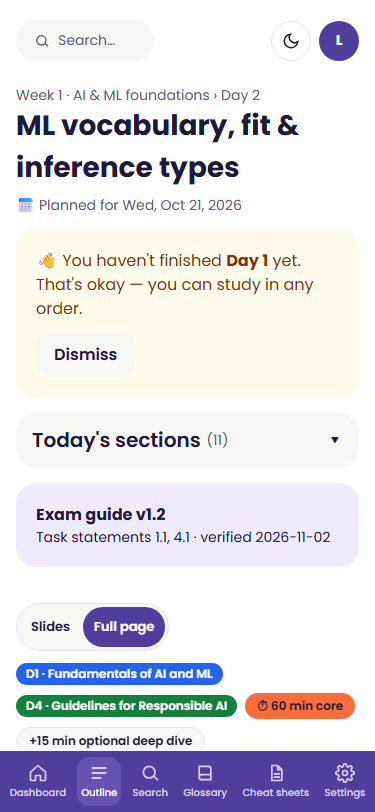 Search...
L
Week 1 · AI & ML foundations › Day 2
ML vocabulary, fit &
inference types
Planned for Wed, Oct 21, 2026
You haven't finished Day 1 yet.
That's okay — you can study in any
order.
Dismiss
Today's sections (11)
Exam guide v1.2
Task statements 1.1, 4.1 · verified 2026-11-02
Slides Full page
D1 · Fundamentals of AI and ML
D4 · Guidelines for Responsible AI ⏱ 60 min core
+15 min optional deep dive
Dashboard Outline Search Glossary Cheat sheets Settings